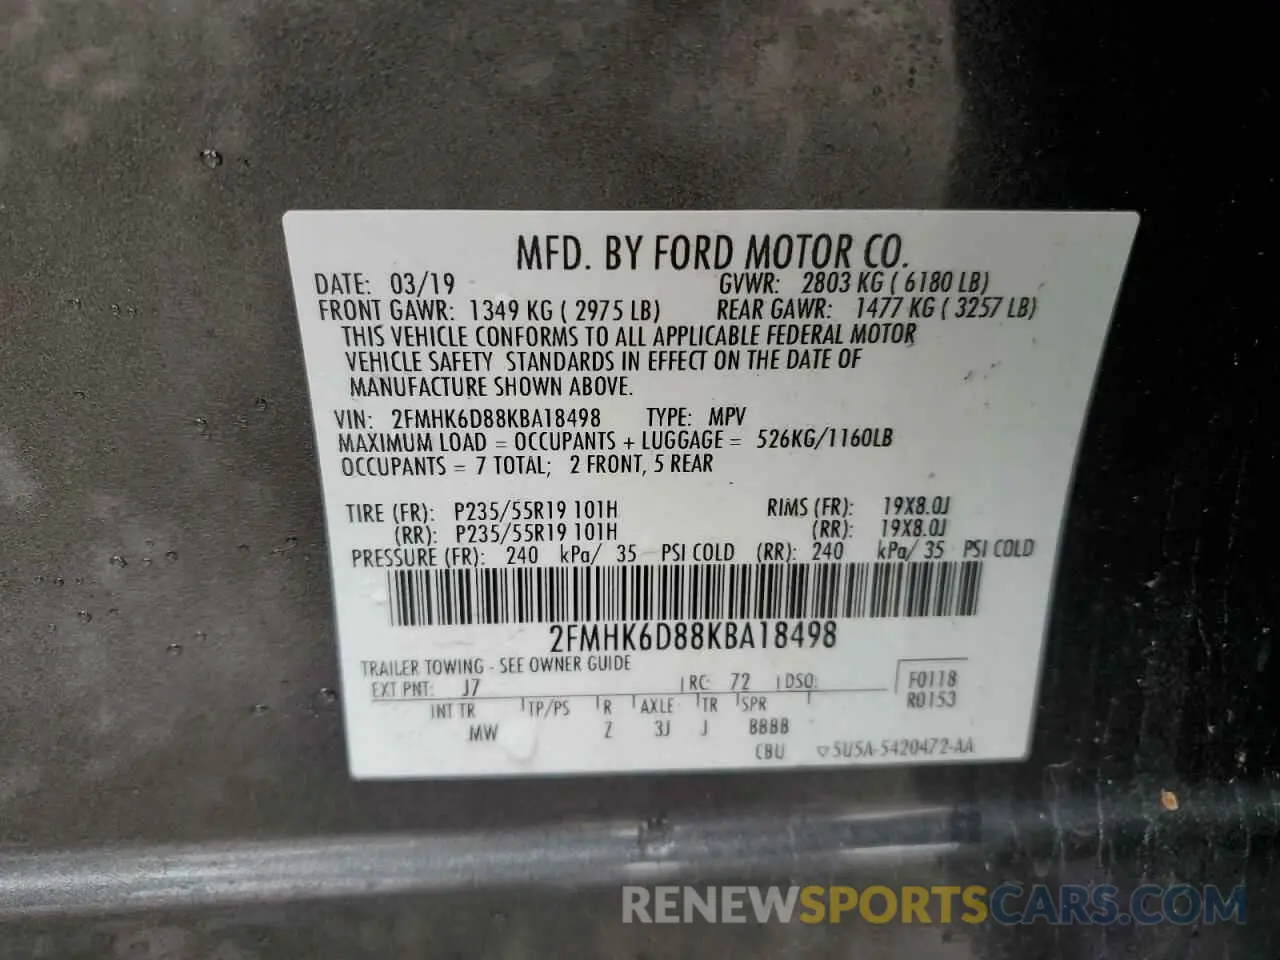 MFD. BY FORD MOTOR CO.
DATE: 03/19 GVWR: 2803 KG ( 6180 LB)
FRONT GAWR: 1349 KG ( 2975 LB) REAR GAWR: 1477 KG ( 3257 LB)
THIS VEHICLE CONFORMS TO ALL APPLICABLE FEDERAL MOTOR
VEHICLE SAFETY STANDARDS IN EFFECT ON THE DATE OF
MANUFACTURE SHOWN ABOVE.
VIN: 2FMHK6D88KBA18498 TYPE: MPV
MAXIMUM LOAD = OCCUPANTS + LUGGAGE = 526KG/1160LB
OCCUPANTS = 7 TOTAL; 2 FRONT, 5 REAR
TIRE (FR): P235/55R19 101H RIMS (FR): 19X8.0J
(RR): P235/55R19 101H (RR): 19X8.0J
PRESSURE (FR): 240 kPa/ 35 PSI COLD (RR): 240 kPa/ 35 PSI COLD
2FMHK6D88KBA18498
TRAILER TOWING - SEE OWNER GUIDE
EXT PNT: J7 RC: 72 DSO: F0118
R0153
INT TR TP/PS R AXLE TR SPR
MW Z 3J J BBBB
CBU 5U5A-5420472-AA
RENEWSPORTSCARS.COM